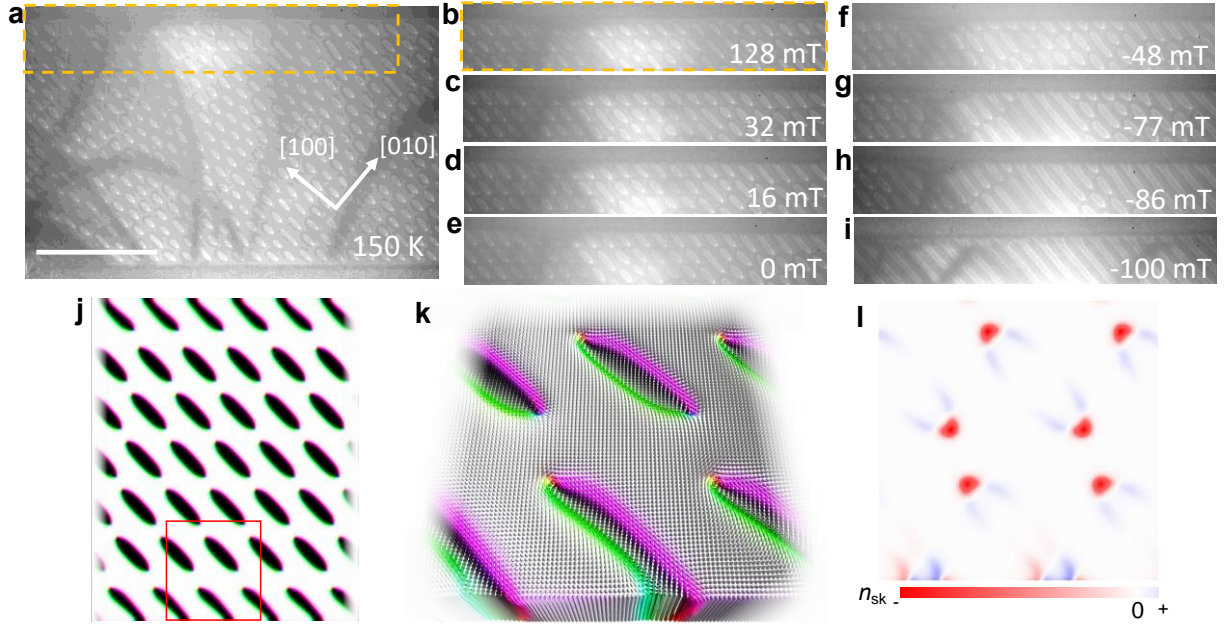 a
[100]
[010]
150 K
b
128 mT
c
32 mT
d
16 mT
e
0 mT
f
-48 mT
g
-77 mT
h
-86 mT
i
-100 mT
j
k
l
nsk - 0 +